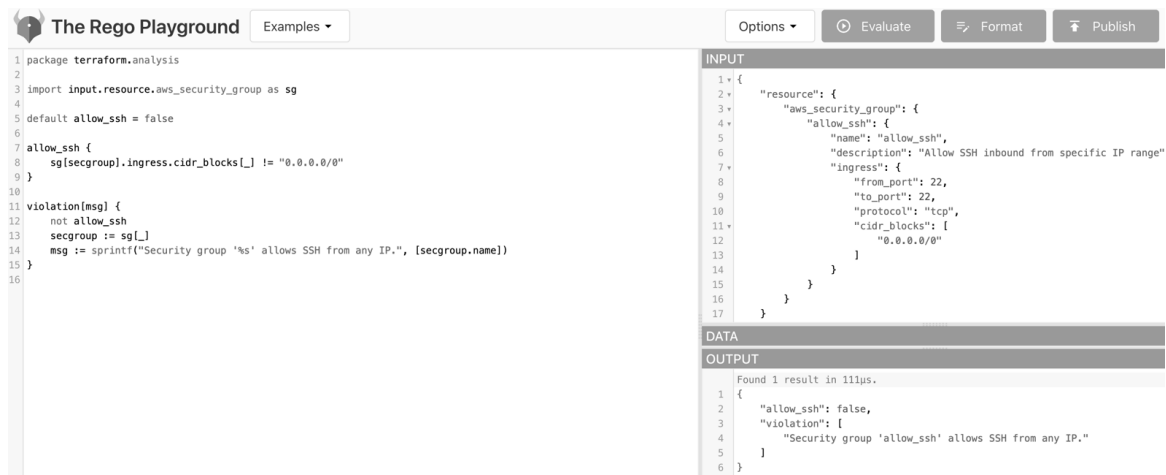 The Rego Playground
Examples
Options
Evaluate
Format
Publish
1 package terraform.analysis
2
3 import input.resource.aws_security_group as sg
4
5 default allow_ssh = false
6
7 allow_ssh {
8     sg[secgroup].ingress.cidr_blocks[_] != "0.0.0.0/0"
9 }
10
11 violation[msg] {
12     not allow_ssh
13     secgroup := sg[_]
14     msg := sprintf("Security group '%s' allows SSH from any IP.", [secgroup.name])
15 }
16
INPUT
1 {
2     "resource": {
3         "aws_security_group": {
4             "allow_ssh": {
5                 "name": "allow_ssh",
6                 "description": "Allow SSH inbound from specific IP range"
7                 "ingress": {
8                     "from_port": 22,
9                     "to_port": 22,
10                     "protocol": "tcp",
11                     "cidr_blocks": [
12                         "0.0.0.0/0"
13                     ]
14                 }
15             }
16         }
17     }
DATA
OUTPUT
Found 1 result in 111µs.
1 {
2     "allow_ssh": false,
3     "violation": [
4         "Security group 'allow_ssh' allows SSH from any IP."
5     ]
6 }